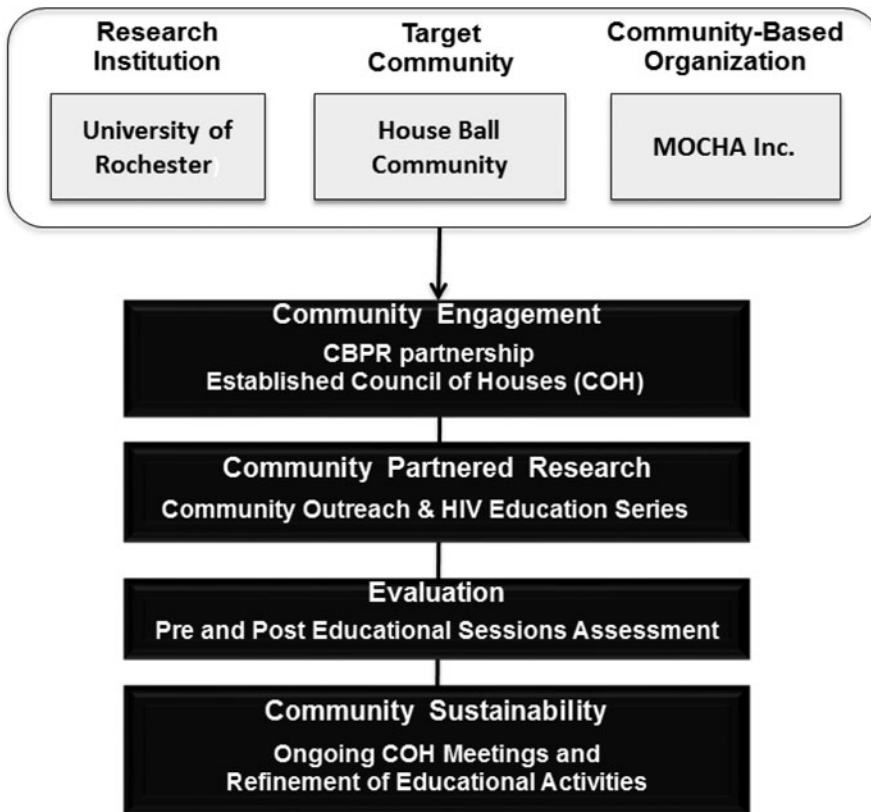 Research
Institution
Target
Community
Community-Based
Organization
University of
Rochester)
House Ball
Community
MOCHA Inc.
Community Engagement
CBPR partnership
Established Council of Houses (COH)
Community Partnered Research
Community Outreach & HIV Education Series
Evaluation
Pre and Post Educational Sessions Assessment
Community Sustainability
Ongoing COH Meetings and
Refinement of Educational Activities